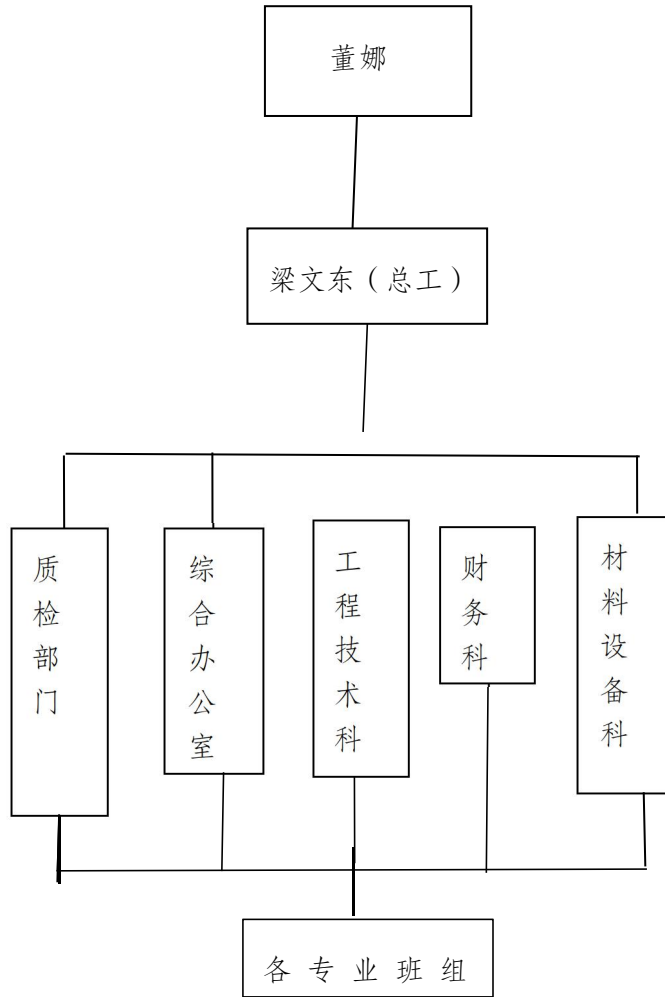 董娜
梁文东（总工）
质检部门
综合办公室
工程技术科
财务科
材料设备科
各专业班组